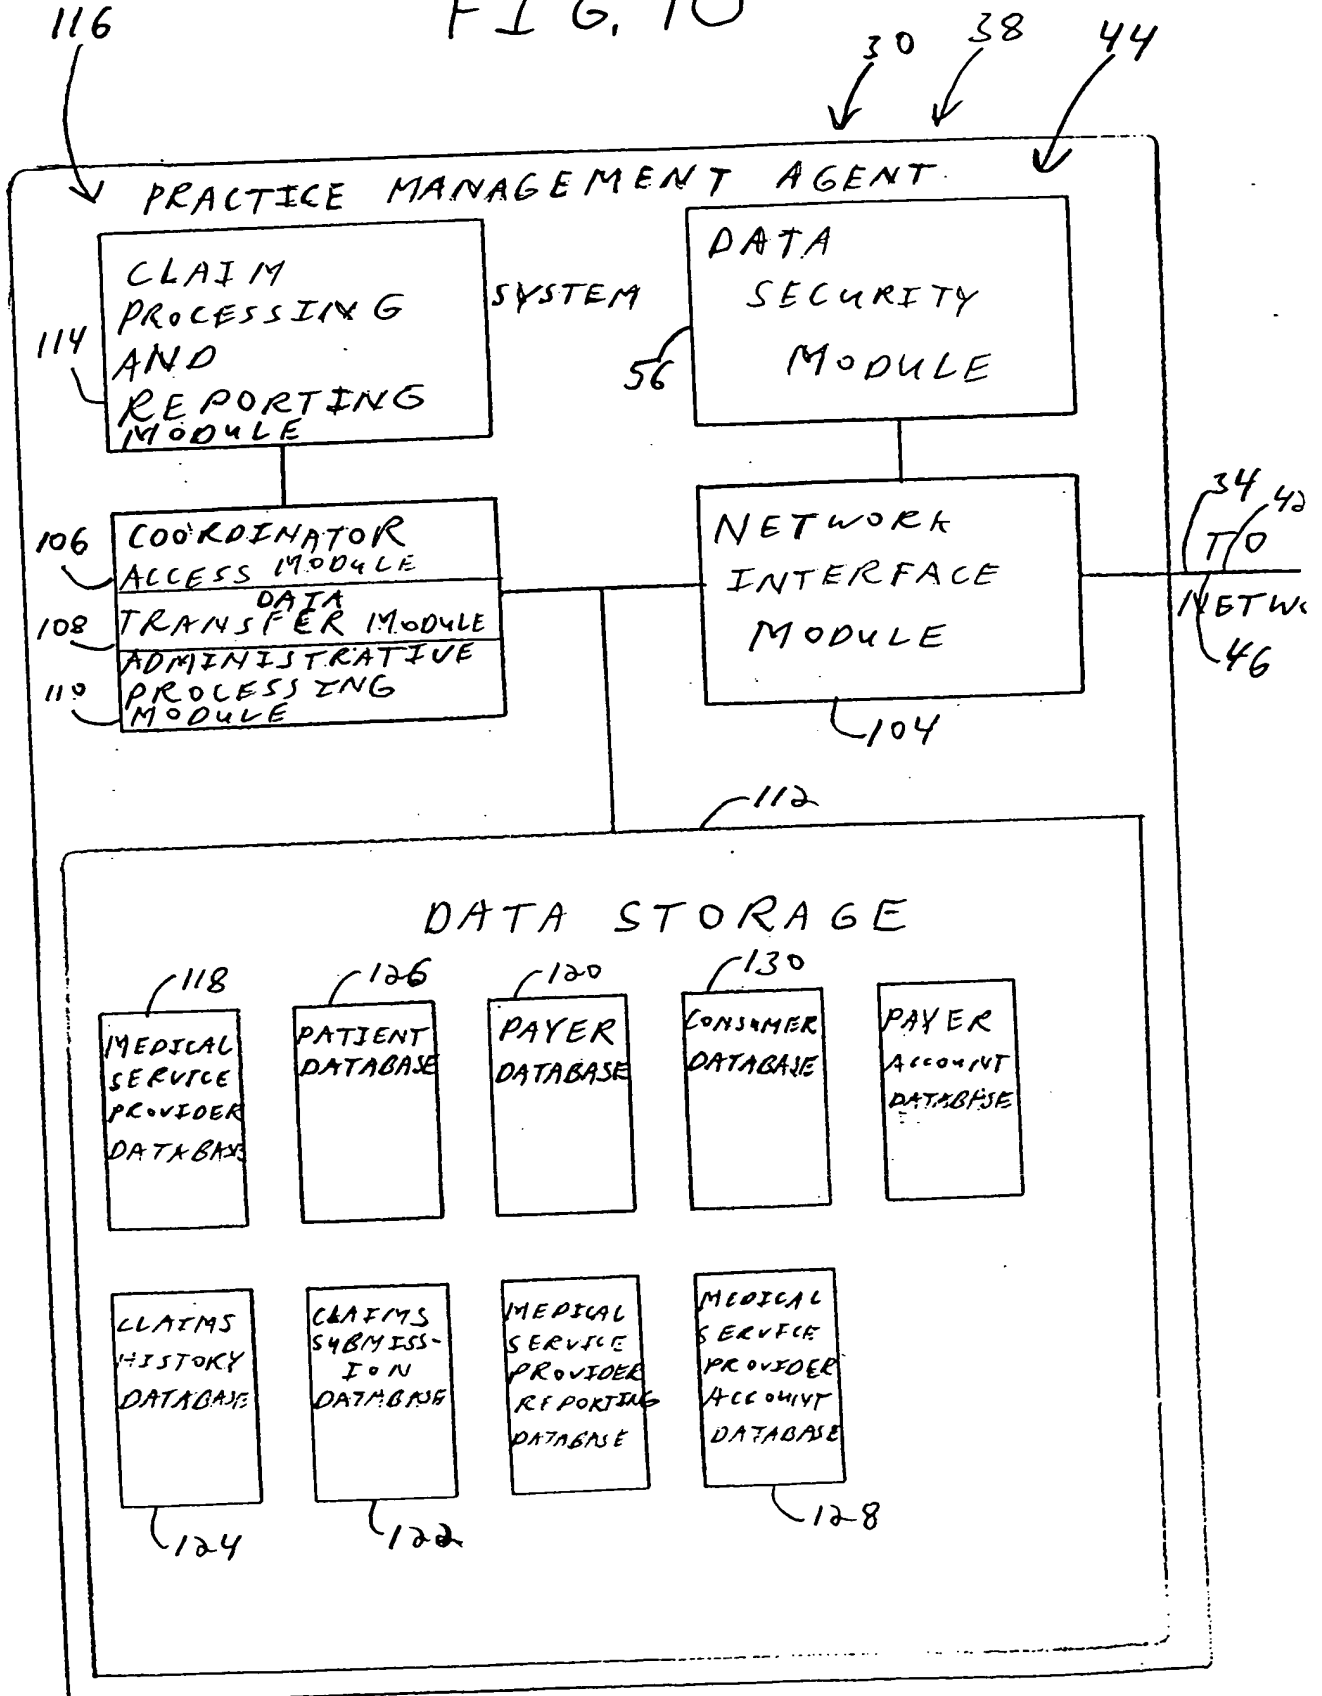 FIG. 10
116
30
38
44
PRACTICE MANAGEMENT AGENT
SYSTEM
CLAIM
PROCESSING
AND
REPORTING
MODULE
114
DATA
SECURITY
MODULE
56
106
COORDINATOR
ACCESS MODULE
108
DATA
TRANSFER MODULE
110
ADMINISTRATIVE
PROCESSING
MODULE
NETWORK
INTERFACE
MODULE
104
34
42
TO
46
112
DATA STORAGE
118
MEDICAL
SERVICE
PROVIDER
DATABASE
126
PATIENT
DATABASE
120
PAYER
DATABASE
130
CONSUMER
DATABASE
PAYER
ACCOUNT
DATABASE
CLAIMS
HISTORY
DATABASE
124
CLAIMS
SUBMISS-
ION
DATABASE
122
MEDICAL
SERVICE
PROVIDER
REPORTING
DATABASE
MEDICAL
SERVICE
PROVIDER
ACCOUNT
DATABASE
128